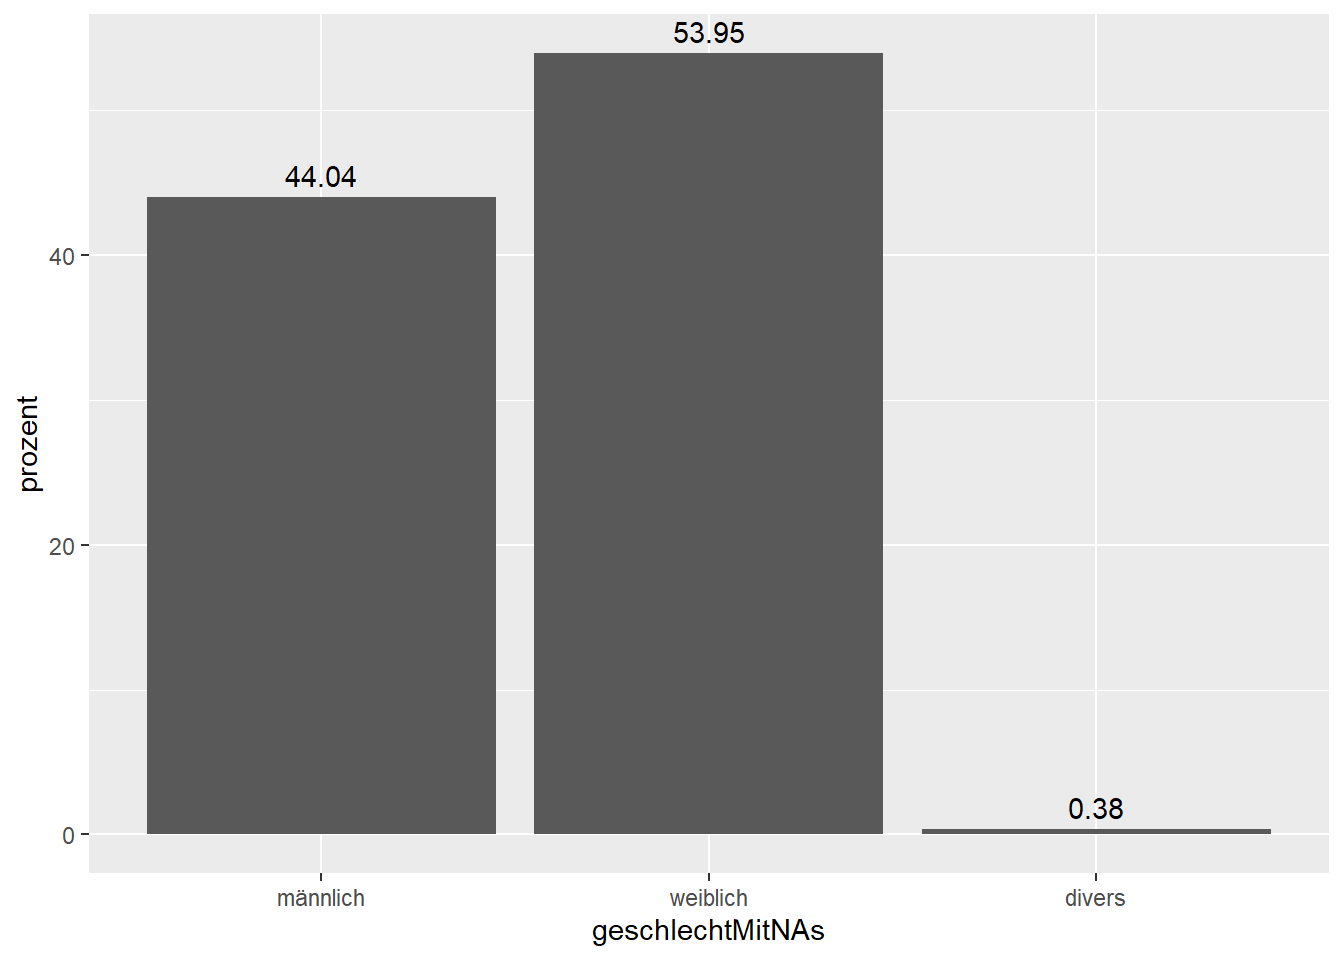 53.95
44.04
40
20
0
0.38
prozent
männlich
weiblich
divers
geschlechtMitNAs